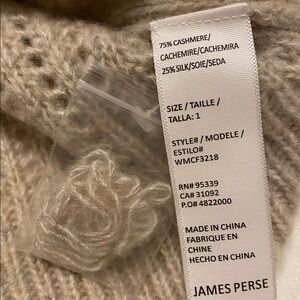 75% CASHMERE/
CACHEMIRE/CACHEMIRA
25% SILK/SOIE/SEDA
SIZE / TAILLE /
TALLA: 1
STYLE# / MODELE /
ESTILO#
WMCF3218
RN# 95339
CA# 31092
P.O# 4822000
MADE IN CHINA
FABRIQUE EN
CHINE
HECHO EN CHINA
JAMES PERSE